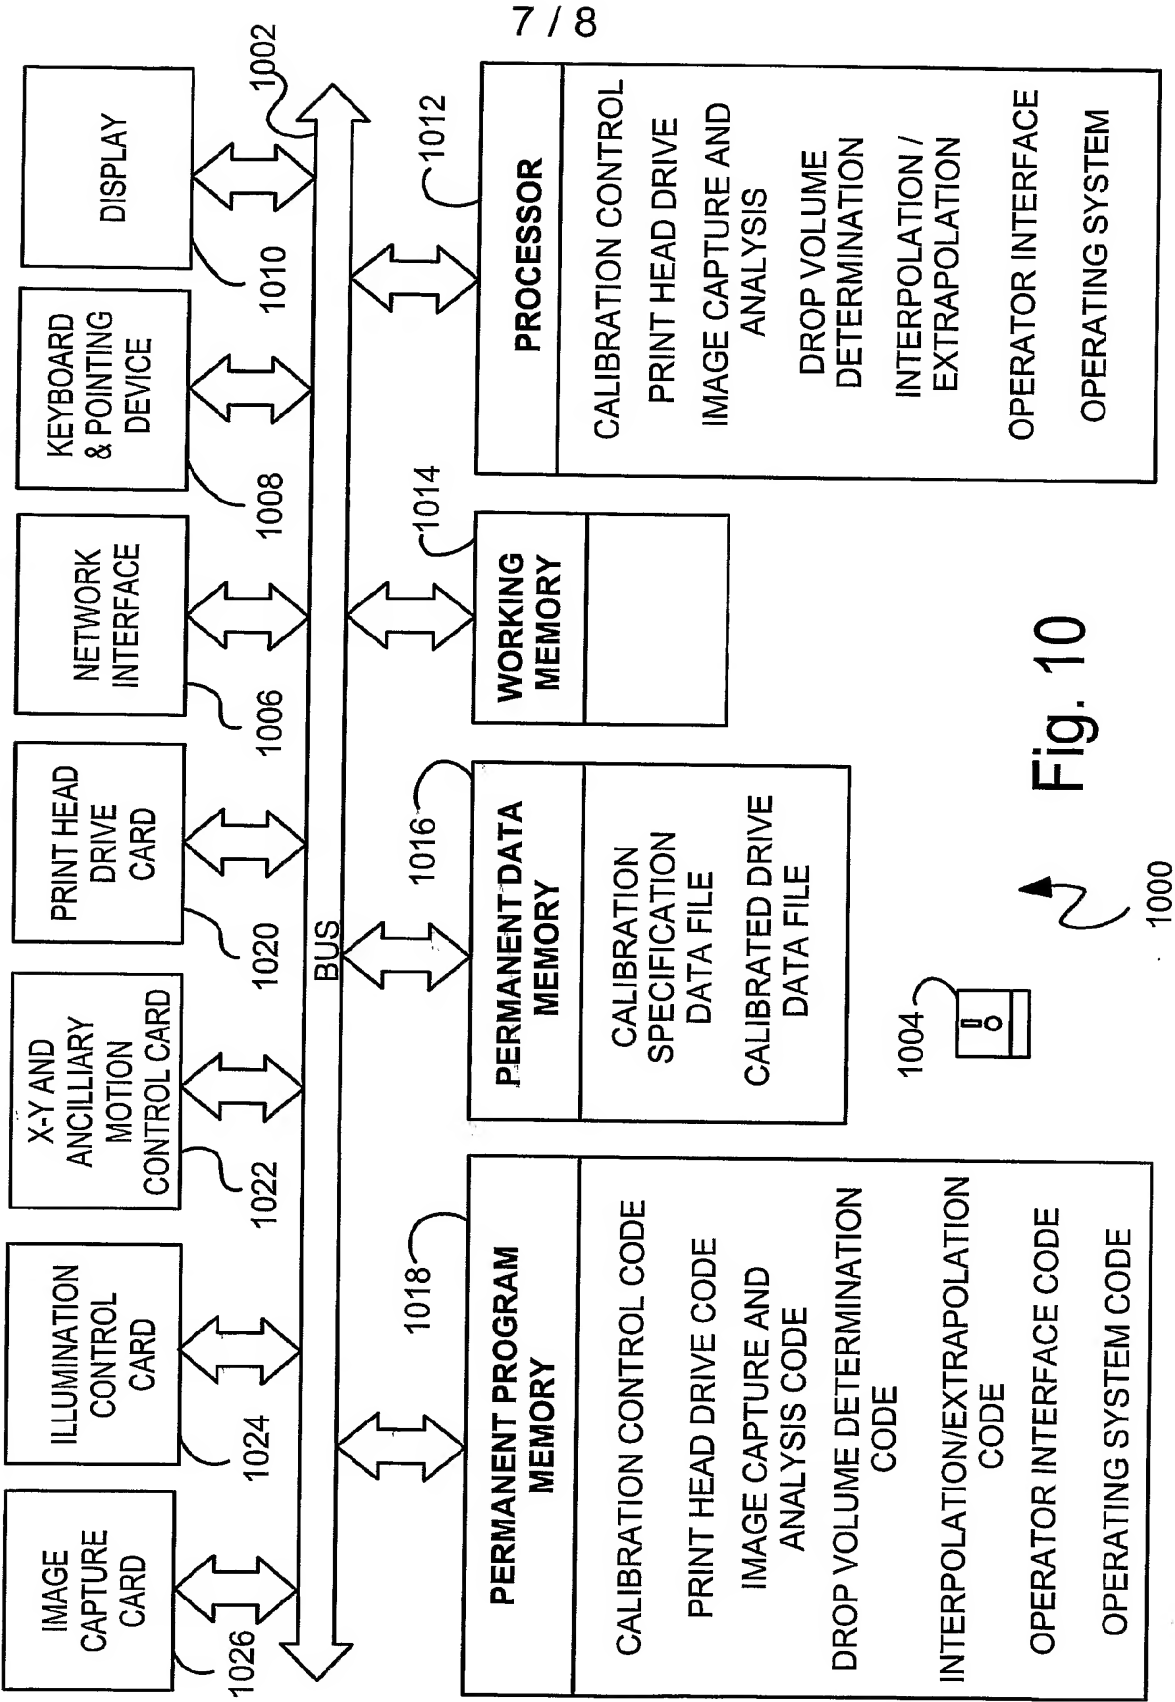 7 / 8
IMAGE
CAPTURE
CARD
1026
ILLUMINATION
CONTROL
CARD
1024
X-Y AND
ANCILLIARY
MOTION
CONTROL CARD
1022
PRINT HEAD
DRIVE
CARD
1020
NETWORK
INTERFACE
1006
KEYBOARD
& POINTING
DEVICE
1008
DISPLAY
1010
1002
BUS
1018
PERMANENT PROGRAM
MEMORY
CALIBRATION CONTROL CODE
PRINT HEAD DRIVE CODE
IMAGE CAPTURE AND
ANALYSIS CODE
DROP VOLUME DETERMINATION
CODE
INTERPOLATION/EXTRAPOLATION
CODE
OPERATOR INTERFACE CODE
OPERATING SYSTEM CODE
1016
PERMANENT DATA
MEMORY
CALIBRATION
SPECIFICATION
DATA FILE
CALIBRATED DRIVE
DATA FILE
1014
WORKING
MEMORY
1012
PROCESSOR
CALIBRATION CONTROL
PRINT HEAD DRIVE
IMAGE CAPTURE AND
ANALYSIS
DROP VOLUME
DETERMINATION
INTERPOLATION /
EXTRAPOLATION
OPERATOR INTERFACE
OPERATING SYSTEM
1004
1000
Fig. 10